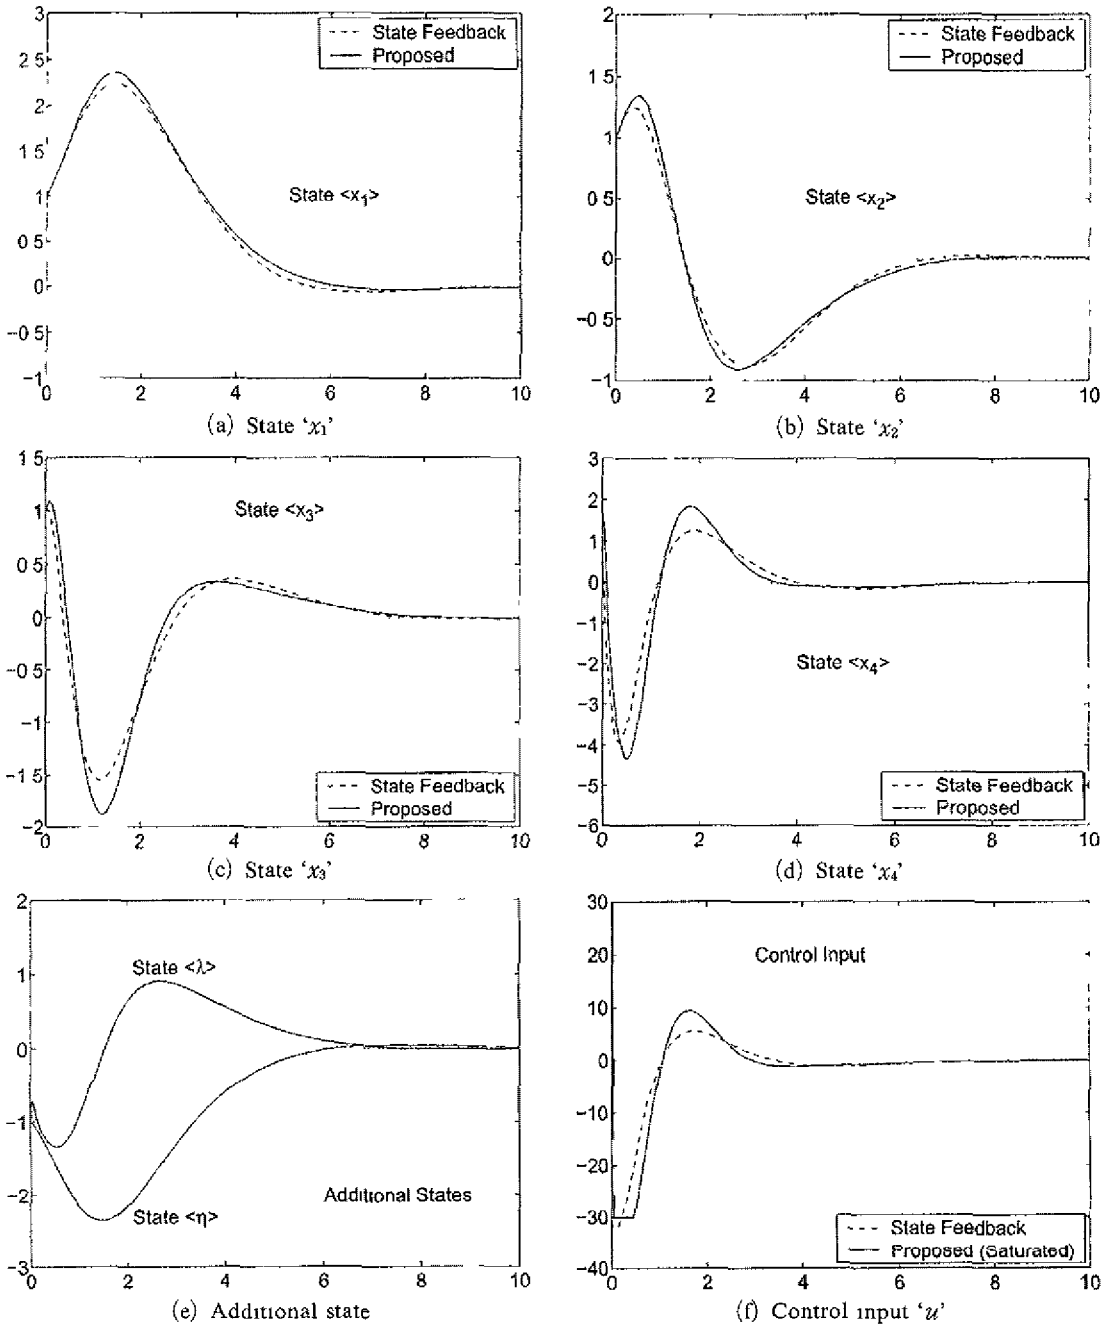 3
2 5
2
1 5
1
0 5
0
−0 5
−1
0 2 4 6 8 10
State Feedback
Proposed
State <x1>
(a) State ‘x1’
2
1 5
1
0 5
0
−0 5
−1
0 2 4 6 8 10
State Feedback
Proposed
State <x2>
(b) State ‘x2’
1 5
1
0 5
0
−0 5
−1
−1 5
−2
0 2 4 6 8 10
State <x3>
State Feedback
Proposed
(c) State ‘x3’
3
2
1
0
−1
−2
−3
−4
−5
−6
0 2 4 6 8 10
State <x4>
State Feedback
Proposed
(d) State ‘x4’
2
1
0
−1
−2
−3
0 2 4 6 8 10
State <λ>
State <η>
Additional States
(e) Additional state
30
20
10
0
−10
−20
−30
−40
0 2 4 6 8 10
Control Input
State Feedback
Proposed (Saturated)
(f) Control input ‘u’